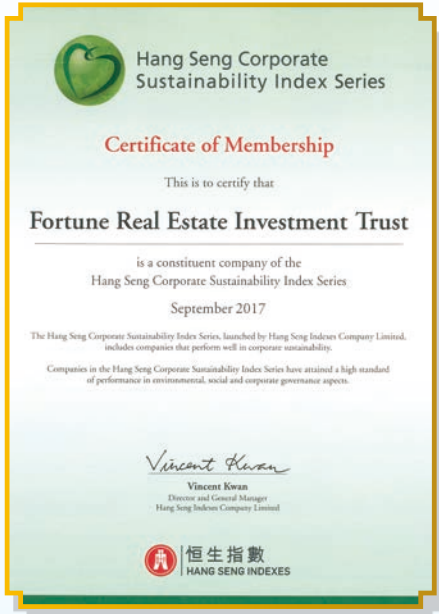 Hang Seng Corporate
Sustainability Index Series
Certificate of Membership
This is to certify that
Fortune Real Estate Investment Trust
is a constituent company of the
Hang Seng Corporate Sustainability Index Series
September 2017
The Hang Seng Corporate Sustainability Index Series, launched by Hang Seng Indexes Company Limited,
includes companies that perform well in corporate sustainability.
Companies in the Hang Seng Corporate Sustainability Index Series have attained a high standard
of performance in environmental, social and corporate governance aspects.
Vincent Kwan
Vincent Kwan
Director and General Manager
Hang Seng Indexes Company Limited
恒生指數
HANG SENG INDEXES